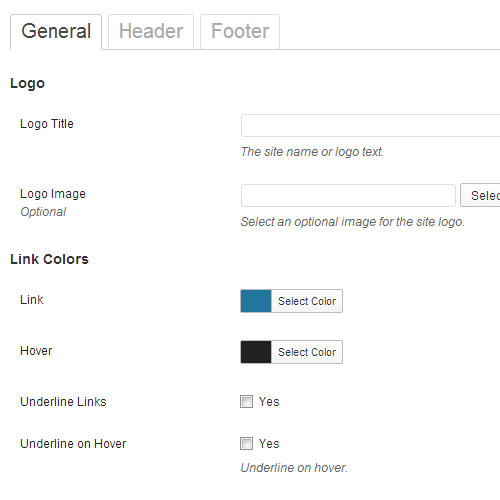 General Header Footer
Logo
Logo Title
The site name or logo text.
Logo Image
Optional
Select an optional image for the site logo.
Link Colors
Link Select Color
Hover Select Color
Underline Links Yes
Underline on Hover Yes
Underline on hover.